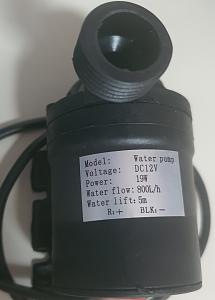 Model: Water pump
Voltage: DC12V
Power: 19W
Water flow: 800L/h
Water lift: 5m
R:+ BLK:-